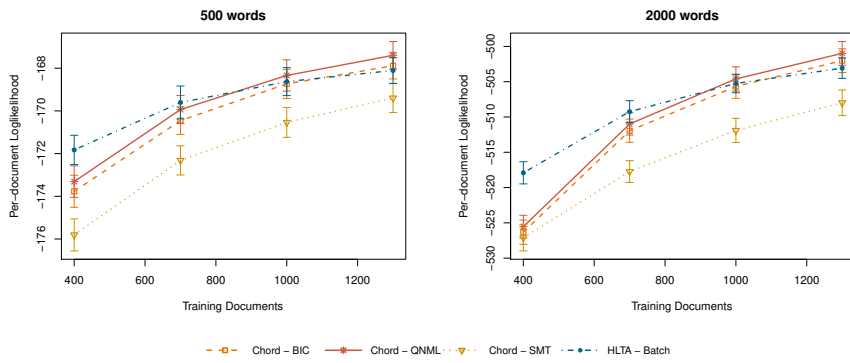 500 words
Per−document Loglikelihood
−168
−170
−172
−174
−176
400
600
800
1000
1200
Training Documents
2000 words
Per−document Loglikelihood
−500
−505
−510
−515
−520
−525
−530
400
600
800
1000
1200
Training Documents
Chord − BIC
Chord − QNML
Chord − SMT
HLTA − Batch